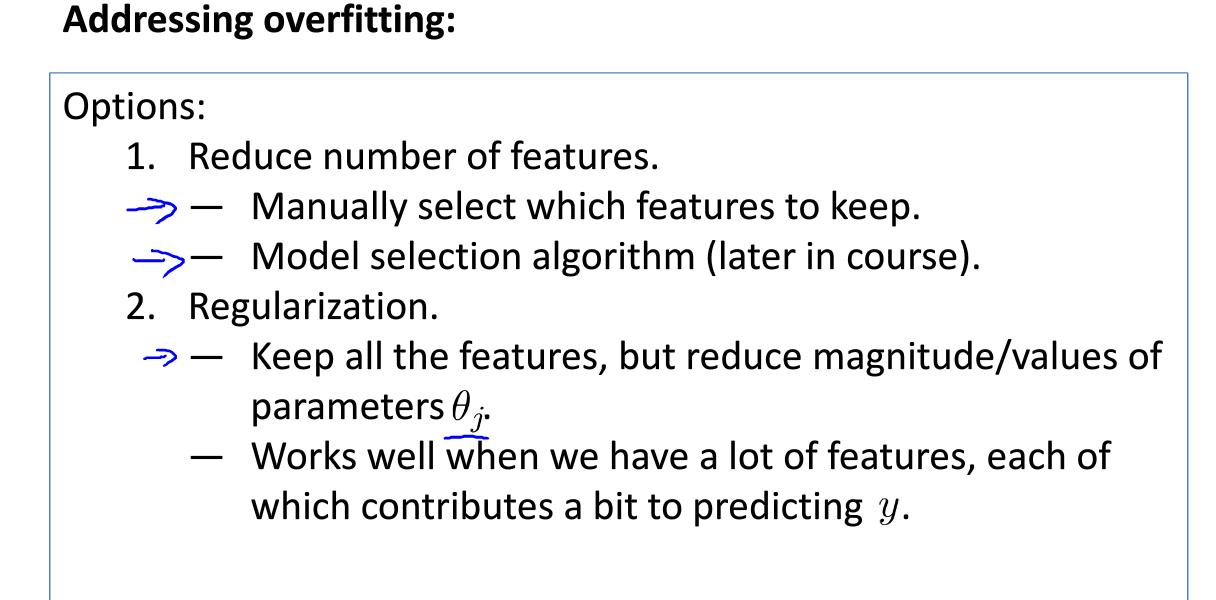 Addressing overfitting:
Options:
1. Reduce number of features.
— Manually select which features to keep.
— Model selection algorithm (later in course).
2. Regularization.
— Keep all the features, but reduce magnitude/values of
parameters θⱼ.
— Works well when we have a lot of features, each of
which contributes a bit to predicting y.